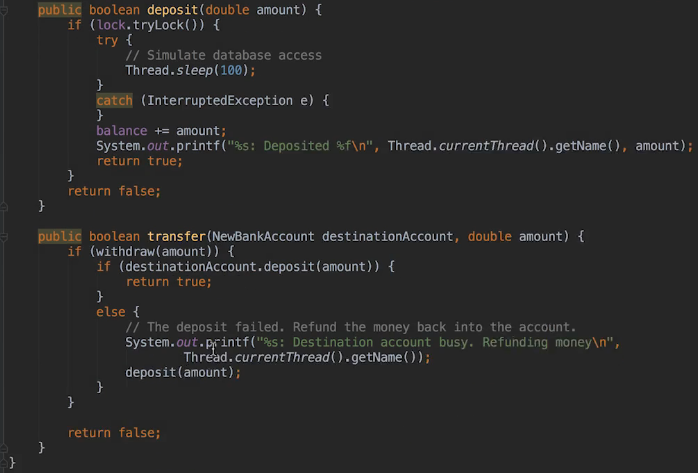 public boolean deposit(double amount) {
if (lock.tryLock()) {
try {
// Simulate database access
Thread.sleep(100);
}
catch (InterruptedException e) {
}
balance += amount;
System.out.printf("%s: Deposited %f\n", Thread.currentThread().getName(), amount);
return true;
}
return false;
}
public boolean transfer(NewBankAccount destinationAccount, double amount) {
if (withdraw(amount)) {
if (destinationAccount.deposit(amount)) {
return true;
}
else {
// The deposit failed. Refund the money back into the account.
System.out.printf("%s: Destination account busy. Refunding money\n",
Thread.currentThread().getName());
deposit(amount);
}
}
return false;
}
}